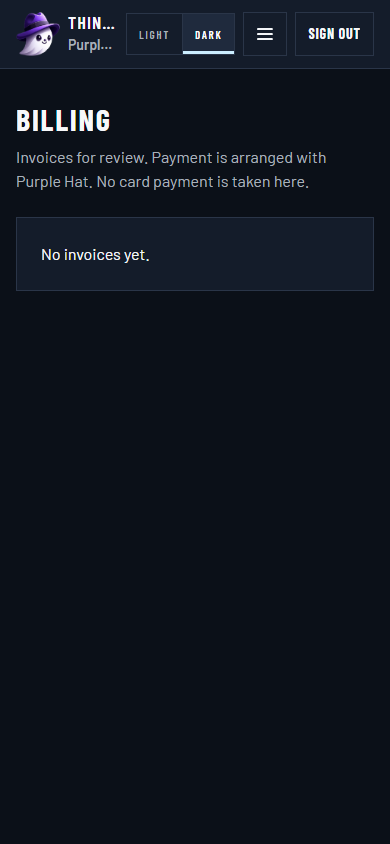 THIN...
Purpl...
LIGHT
DARK
SIGN OUT
BILLING
Invoices for review. Payment is arranged with
Purple Hat. No card payment is taken here.
No invoices yet.